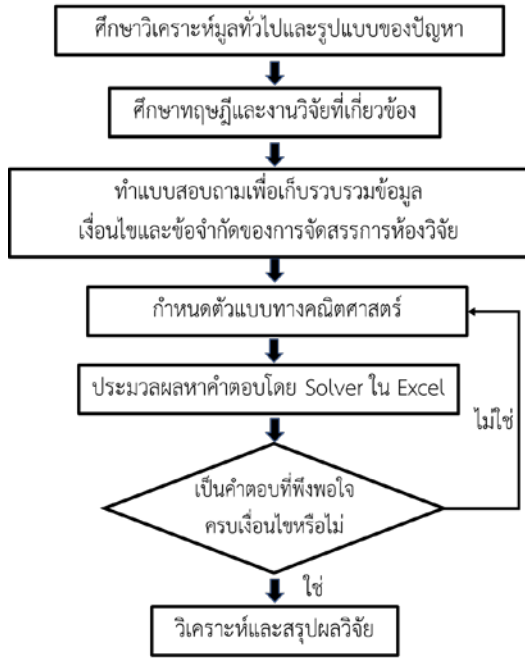 ศึกษาวิเคราะห์มูลทั่วไปและรูปแบบของปัญหา
ศึกษาทฤษฎีและงานวิจัยที่เกี่ยวข้อง
ทำแบบสอบถามเพื่อเก็บรวบรวมข้อมูล
เงื่อนไขและข้อจำกัดของการจัดสรรการห้องวิจัย
กำหนดตัวแบบทางคณิตศาสตร์
ประมวลผลหาคำตอบโดย Solver ใน Excel
ไม่ใช่
เป็นคำตอบที่พึงพอใจ
ครบเงื่อนไขหรือไม่
ใช่
วิเคราะห์และสรุปผลวิจัย